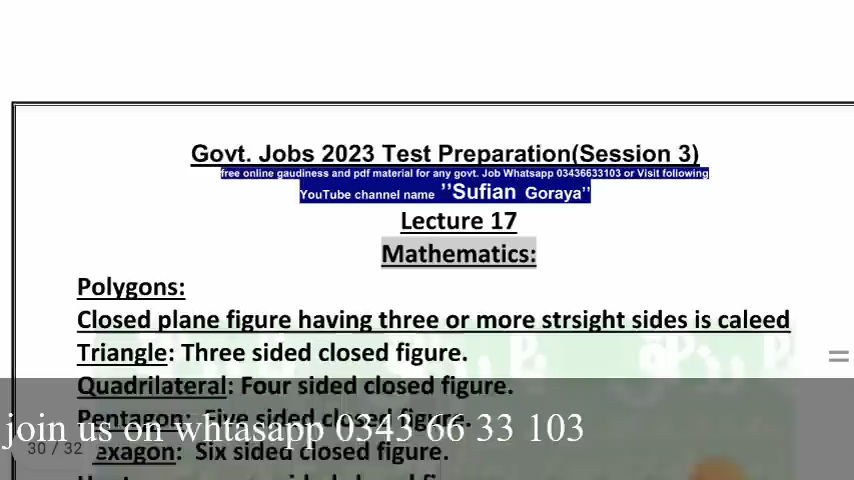 Govt. Jobs 2023 Test Preparation(Session 3)
free online gaudiness and pdf material for any govt. Job Whatsapp 03436633103 or Visit following
YouTube channel name ’’Sufian Goraya’’
Lecture 17
Mathematics:
Polygons:
Closed plane figure having three or more strsight sides is caleed
Triangle: Three sided closed figure.
Quadrilateral: Four sided closed figure.
Pentagon: Five sided closed figure.
join us on whtasapp 0343 66 33 103
30 / 32
exagon: Six sided closed figure.